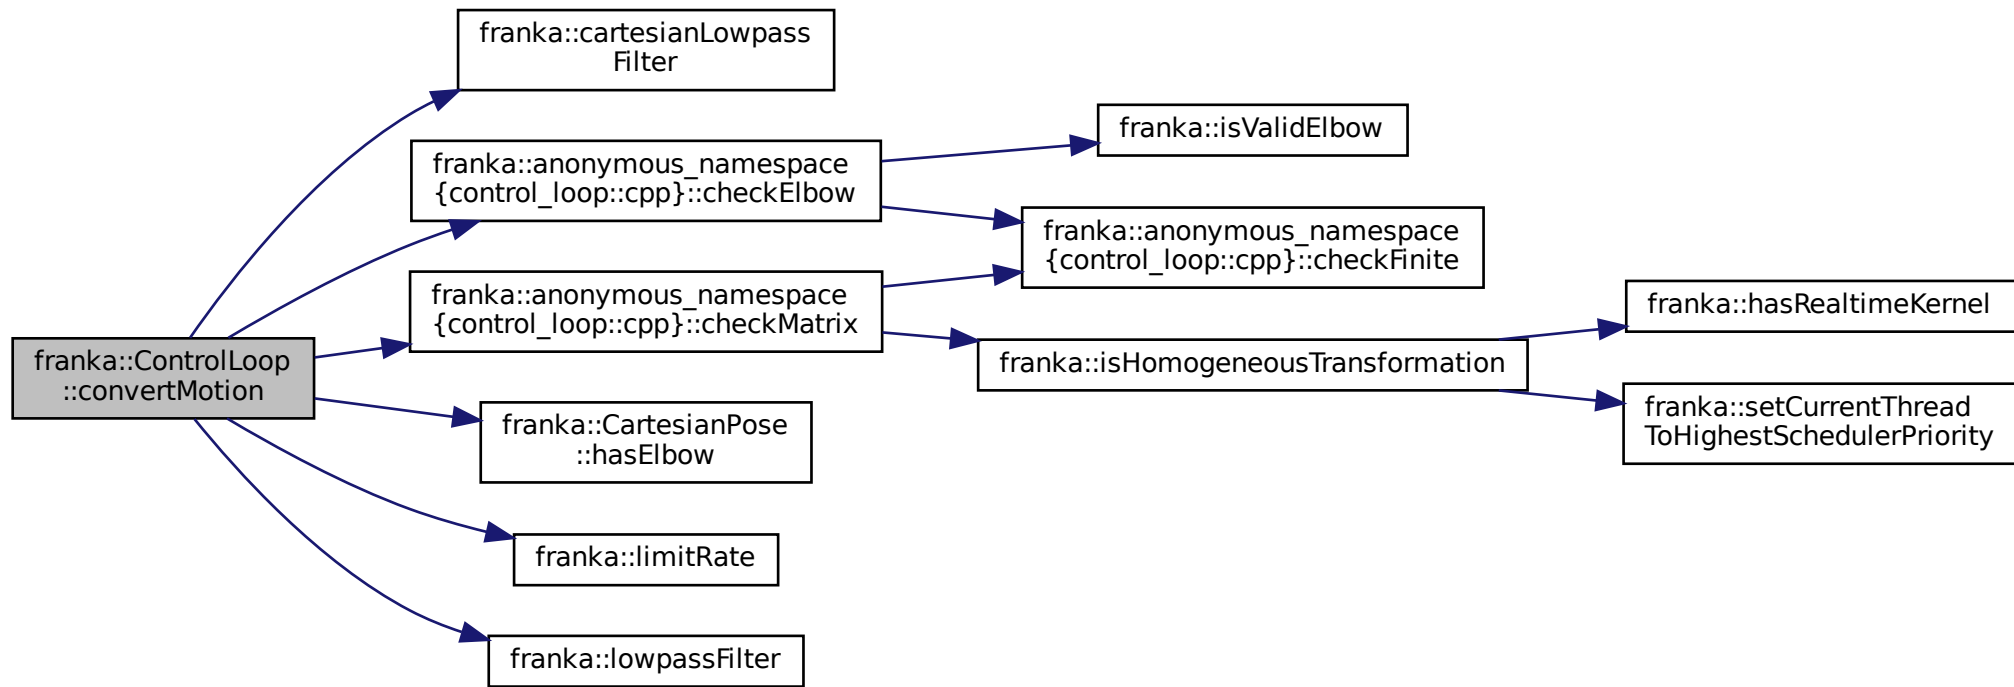 franka::cartesianLowpass
Filter
franka::isValidElbow
franka::anonymous_namespace
{control_loop::cpp}::checkElbow
franka::anonymous_namespace
{control_loop::cpp}::checkFinite
franka::anonymous_namespace
{control_loop::cpp}::checkMatrix
franka::hasRealtimeKernel
franka::ControlLoop
::convertMotion
franka::isHomogeneousTransformation
franka::setCurrentThread
ToHighestSchedulerPriority
franka::CartesianPose
::hasElbow
franka::limitRate
franka::lowpassFilter